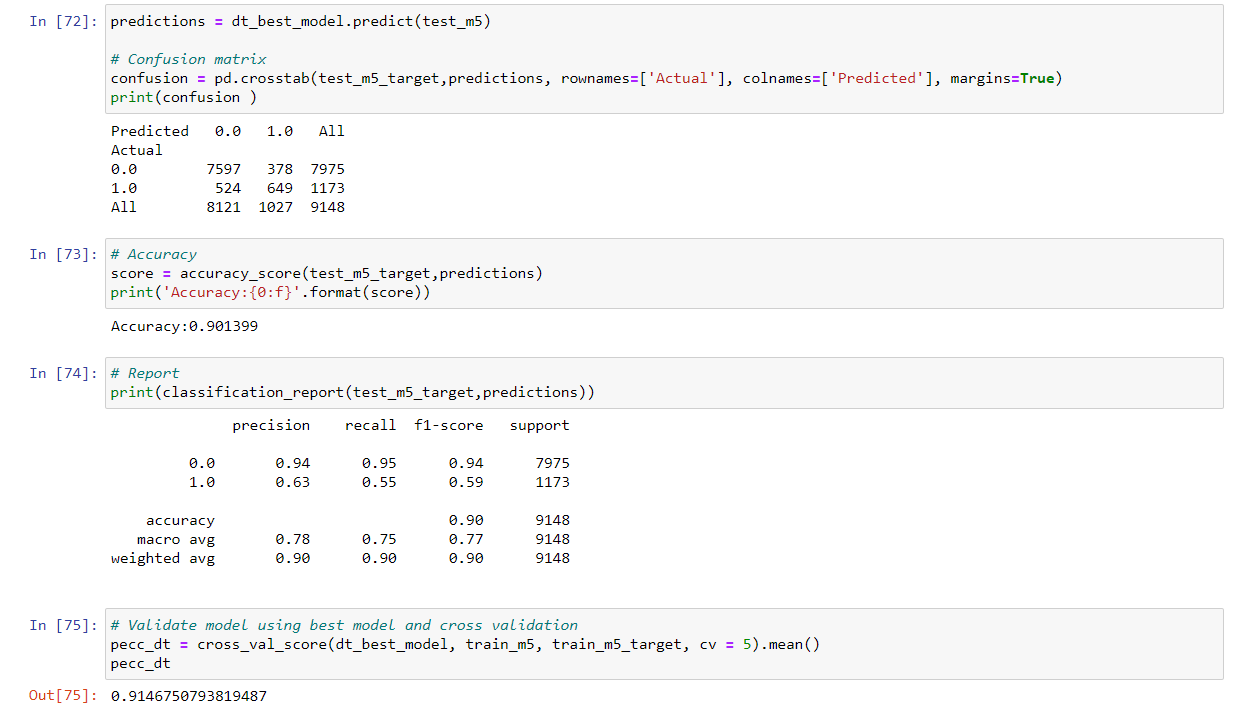 In [72]: predictions = dt_best_model.predict(test_m5)
# Confusion matrix
confusion = pd.crosstab(test_m5_target,predictions, rownames=['Actual'], colnames=['Predicted'], margins=True)
print(confusion )
Predicted 0.0 1.0 All
Actual
0.0 7597 378 7975
1.0 524 649 1173
All 8121 1027 9148
In [73]: # Accuracy
score = accuracy_score(test_m5_target,predictions)
print('Accuracy:{0:f}'.format(score))
Accuracy:0.901399
In [74]: # Report
print(classification_report(test_m5_target,predictions))
precision recall f1-score support
0.0 0.94 0.95 0.94 7975
1.0 0.63 0.55 0.59 1173
accuracy 0.90 9148
macro avg 0.78 0.75 0.77 9148
weighted avg 0.90 0.90 0.90 9148
In [75]: # Validate model using best model and cross validation
pecc_dt = cross_val_score(dt_best_model, train_m5, train_m5_target, cv = 5).mean()
pecc_dt
Out[75]: 0.9146750793819487